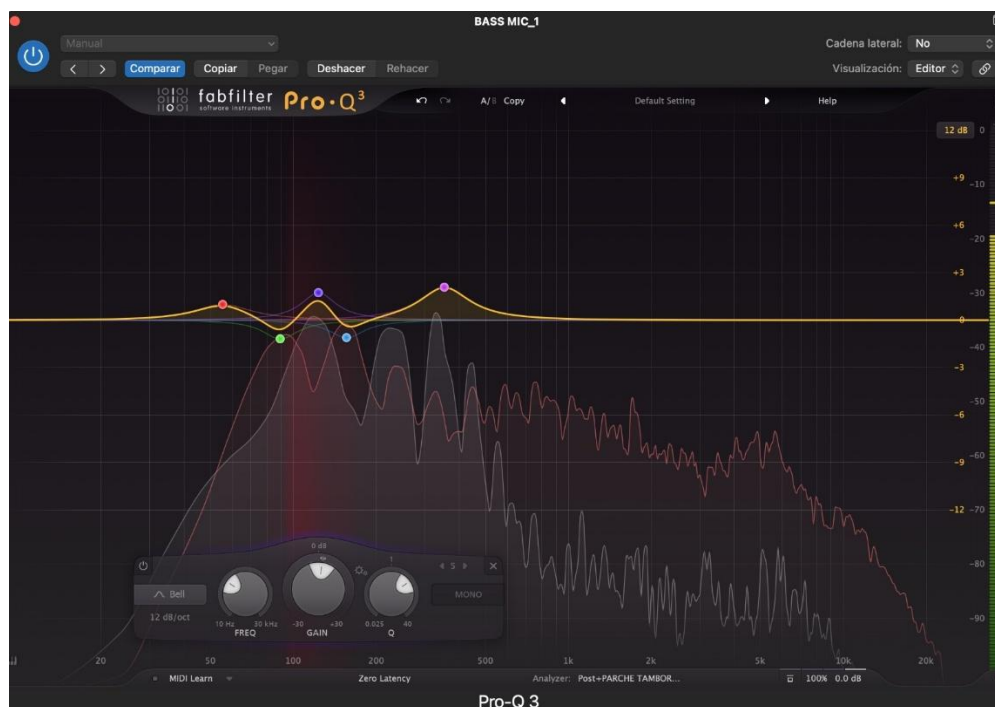 BASS MIC_1
Manual
Cadena lateral: No
Comparar Copiar Pegar Deshacer Rehacer
Visualización: Editor
fabfilter Pro·Q3
software instruments
A/B Copy Default Setting Help
12 dB 0
+9 -10
+6 -20
+3 -30
0 -40
-3 -50
-6
-9 -60
-12 -70
-80
-90
0 dB
S
Bell
MONO
12 dB/oct
10 Hz 30 kHz -30 +30 0.025 40
FREQ GAIN Q
20 50 100 200 500 1k 2k 5k 10k 20k
MIDI Learn Zero Latency Analyzer: Post+PARCHE TAMBOR... 100% 0.0 dB
Pro-Q 3